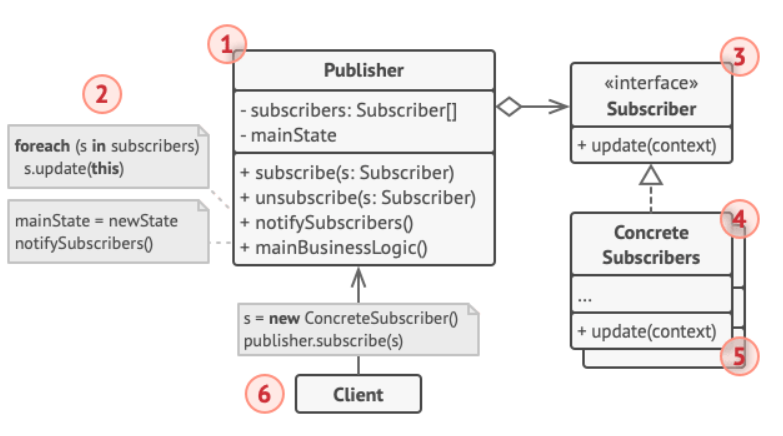 1
Publisher
- subscribers: Subscriber[]
- mainState
+ subscribe(s: Subscriber)
+ unsubscribe(s: Subscriber)
+ notifySubscribers()
+ mainBusinessLogic()
2
foreach (s in subscribers)
s.update(this)
mainState = newState
notifySubscribers()
3
«interface»
Subscriber
+ update(context)
4
Concrete
Subscribers
...
+ update(context)
5
s = new ConcreteSubscriber()
publisher.subscribe(s)
6
Client